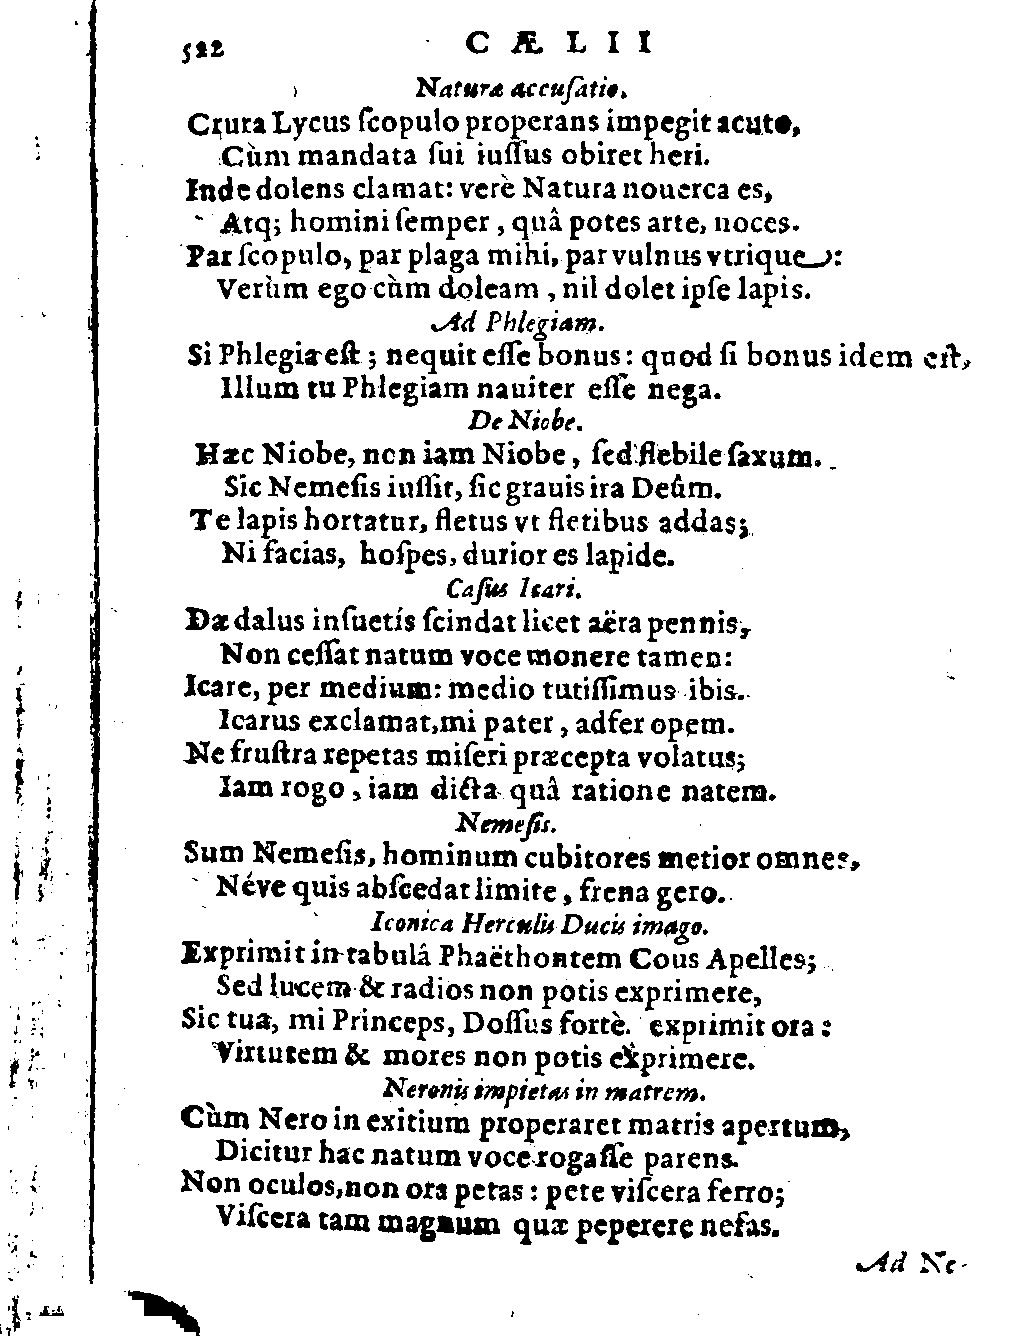 522 CÆLII
Naturæ accuſatio.
Crura Lycus ſcopulo properans impegit acuto,
Cùm mandata ſui iuſſus obiret heri.
Inde dolens clamat: verè Natura nouerca es,
Atq; homini ſemper, quâ potes arte, noces.
Par ſcopulo, par plaga mihi, par vulnus vtrique:
Verùm ego cùm doleam, nil dolet ipſe lapis.
Ad Phlegiam.
Si Phlegia eſt; nequit eſſe bonus: quod ſi bonus idem eſt,
Illum tu Phlegiam nauiter eſſe nega.
De Niobe.
Hæc Niobe, non iam Niobe, ſed flebile ſaxum.
Sic Nemeſis iuſſit, ſic grauis ira Deûm.
Te lapis hortatur, fletus vt fletibus addas;
Ni facias, hoſpes, durior es lapide.
Caſus Icari.
Dædalus inſuetís ſcindat licet aëra pennis,
Non ceſſat natum voce monere tamen:
Icare, per medium: medio tutiſſimus ibis.
Icarus exclamat, mi pater, adfer opem.
Ne fruſtra repetas miſeri præcepta volatus;
Iam rogo, iam dicta quâ ratione natem.
Nemeſis.
Sum Nemeſis, hominum cubitores metior omnes,
Néve quis abſcedat limite, frena gero.
Iconica Herculis Ducis imago.
Exprimit in tabulâ Phaëthontem Cous Apelles;
Sed lucem & radios non potis exprimere,
Sic tua, mi Princeps, Doſſus fortè exprimit ora:
Virtutem & mores non potis exprimere.
Neronis impietas in matrem.
Cùm Nero in exitium properaret matris apertum,
Dicitur hac natum voce rogaſſe parens.
Non oculos, non ora petas: pete viſcera ferro;
Viſcera tam magnum quæ peperere nefas.
Ad Ne-